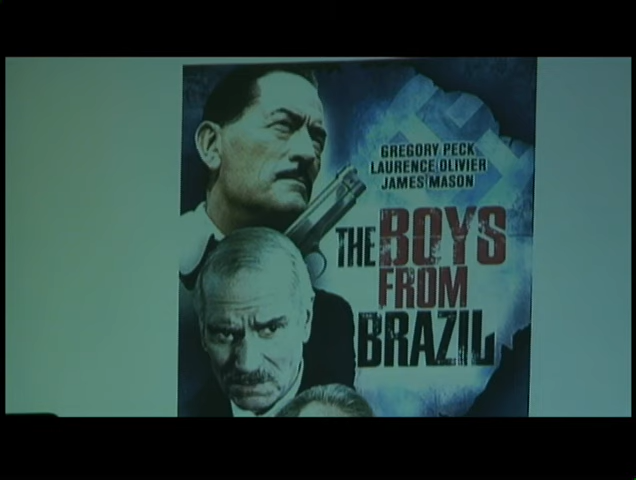 GREGORY PECK
LAURENCE OLIVIER
JAMES MASON
THE BOYS
FROM
BRAZIL